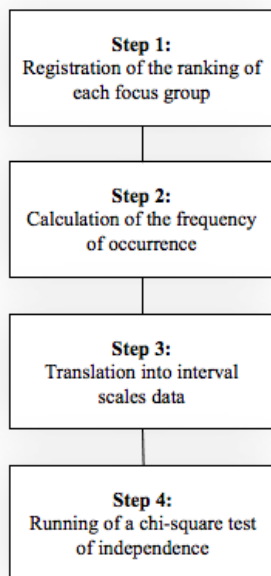 Step 1:
Registration of the ranking of
each focus group
Step 2:
Calculation of the frequency
of occurrence
Step 3:
Translation into interval
scales data
Step 4:
Running of a chi-square test
of independence